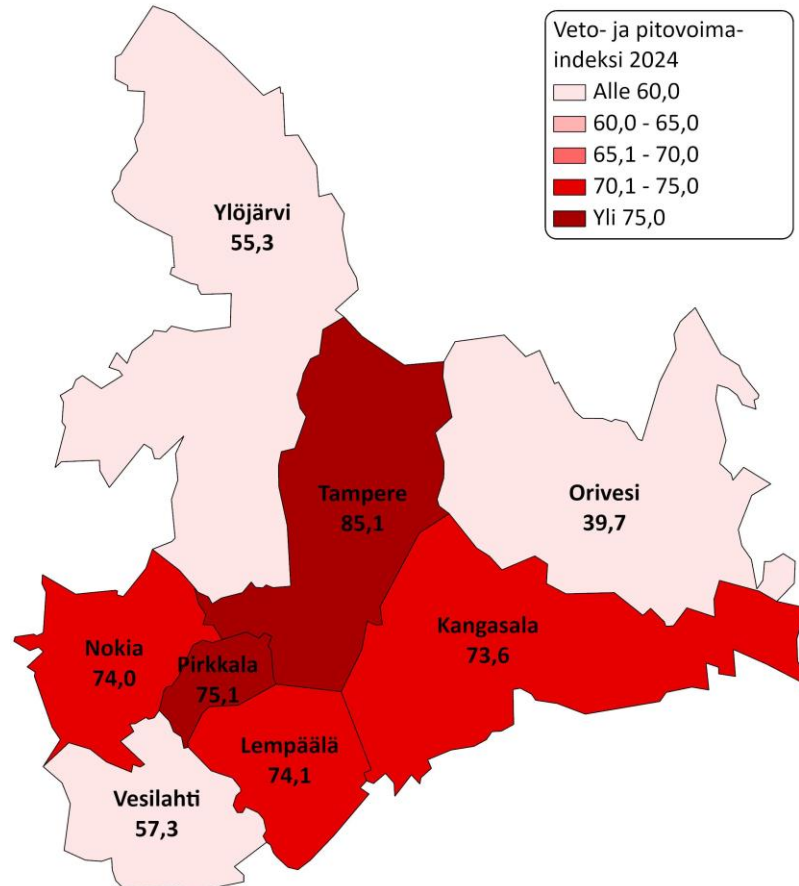 Veto- ja pitovoima-
indeksi 2024
Alle 60,0
60,0 - 65,0
65,1 - 70,0
70,1 - 75,0
Yli 75,0
Ylöjärvi
55,3
Tampere
85,1
Orivesi
39,7
Kangasala
73,6
Nokia
74,0
Pirkkala
75,1
Lempäälä
74,1
Vesilahti
57,3